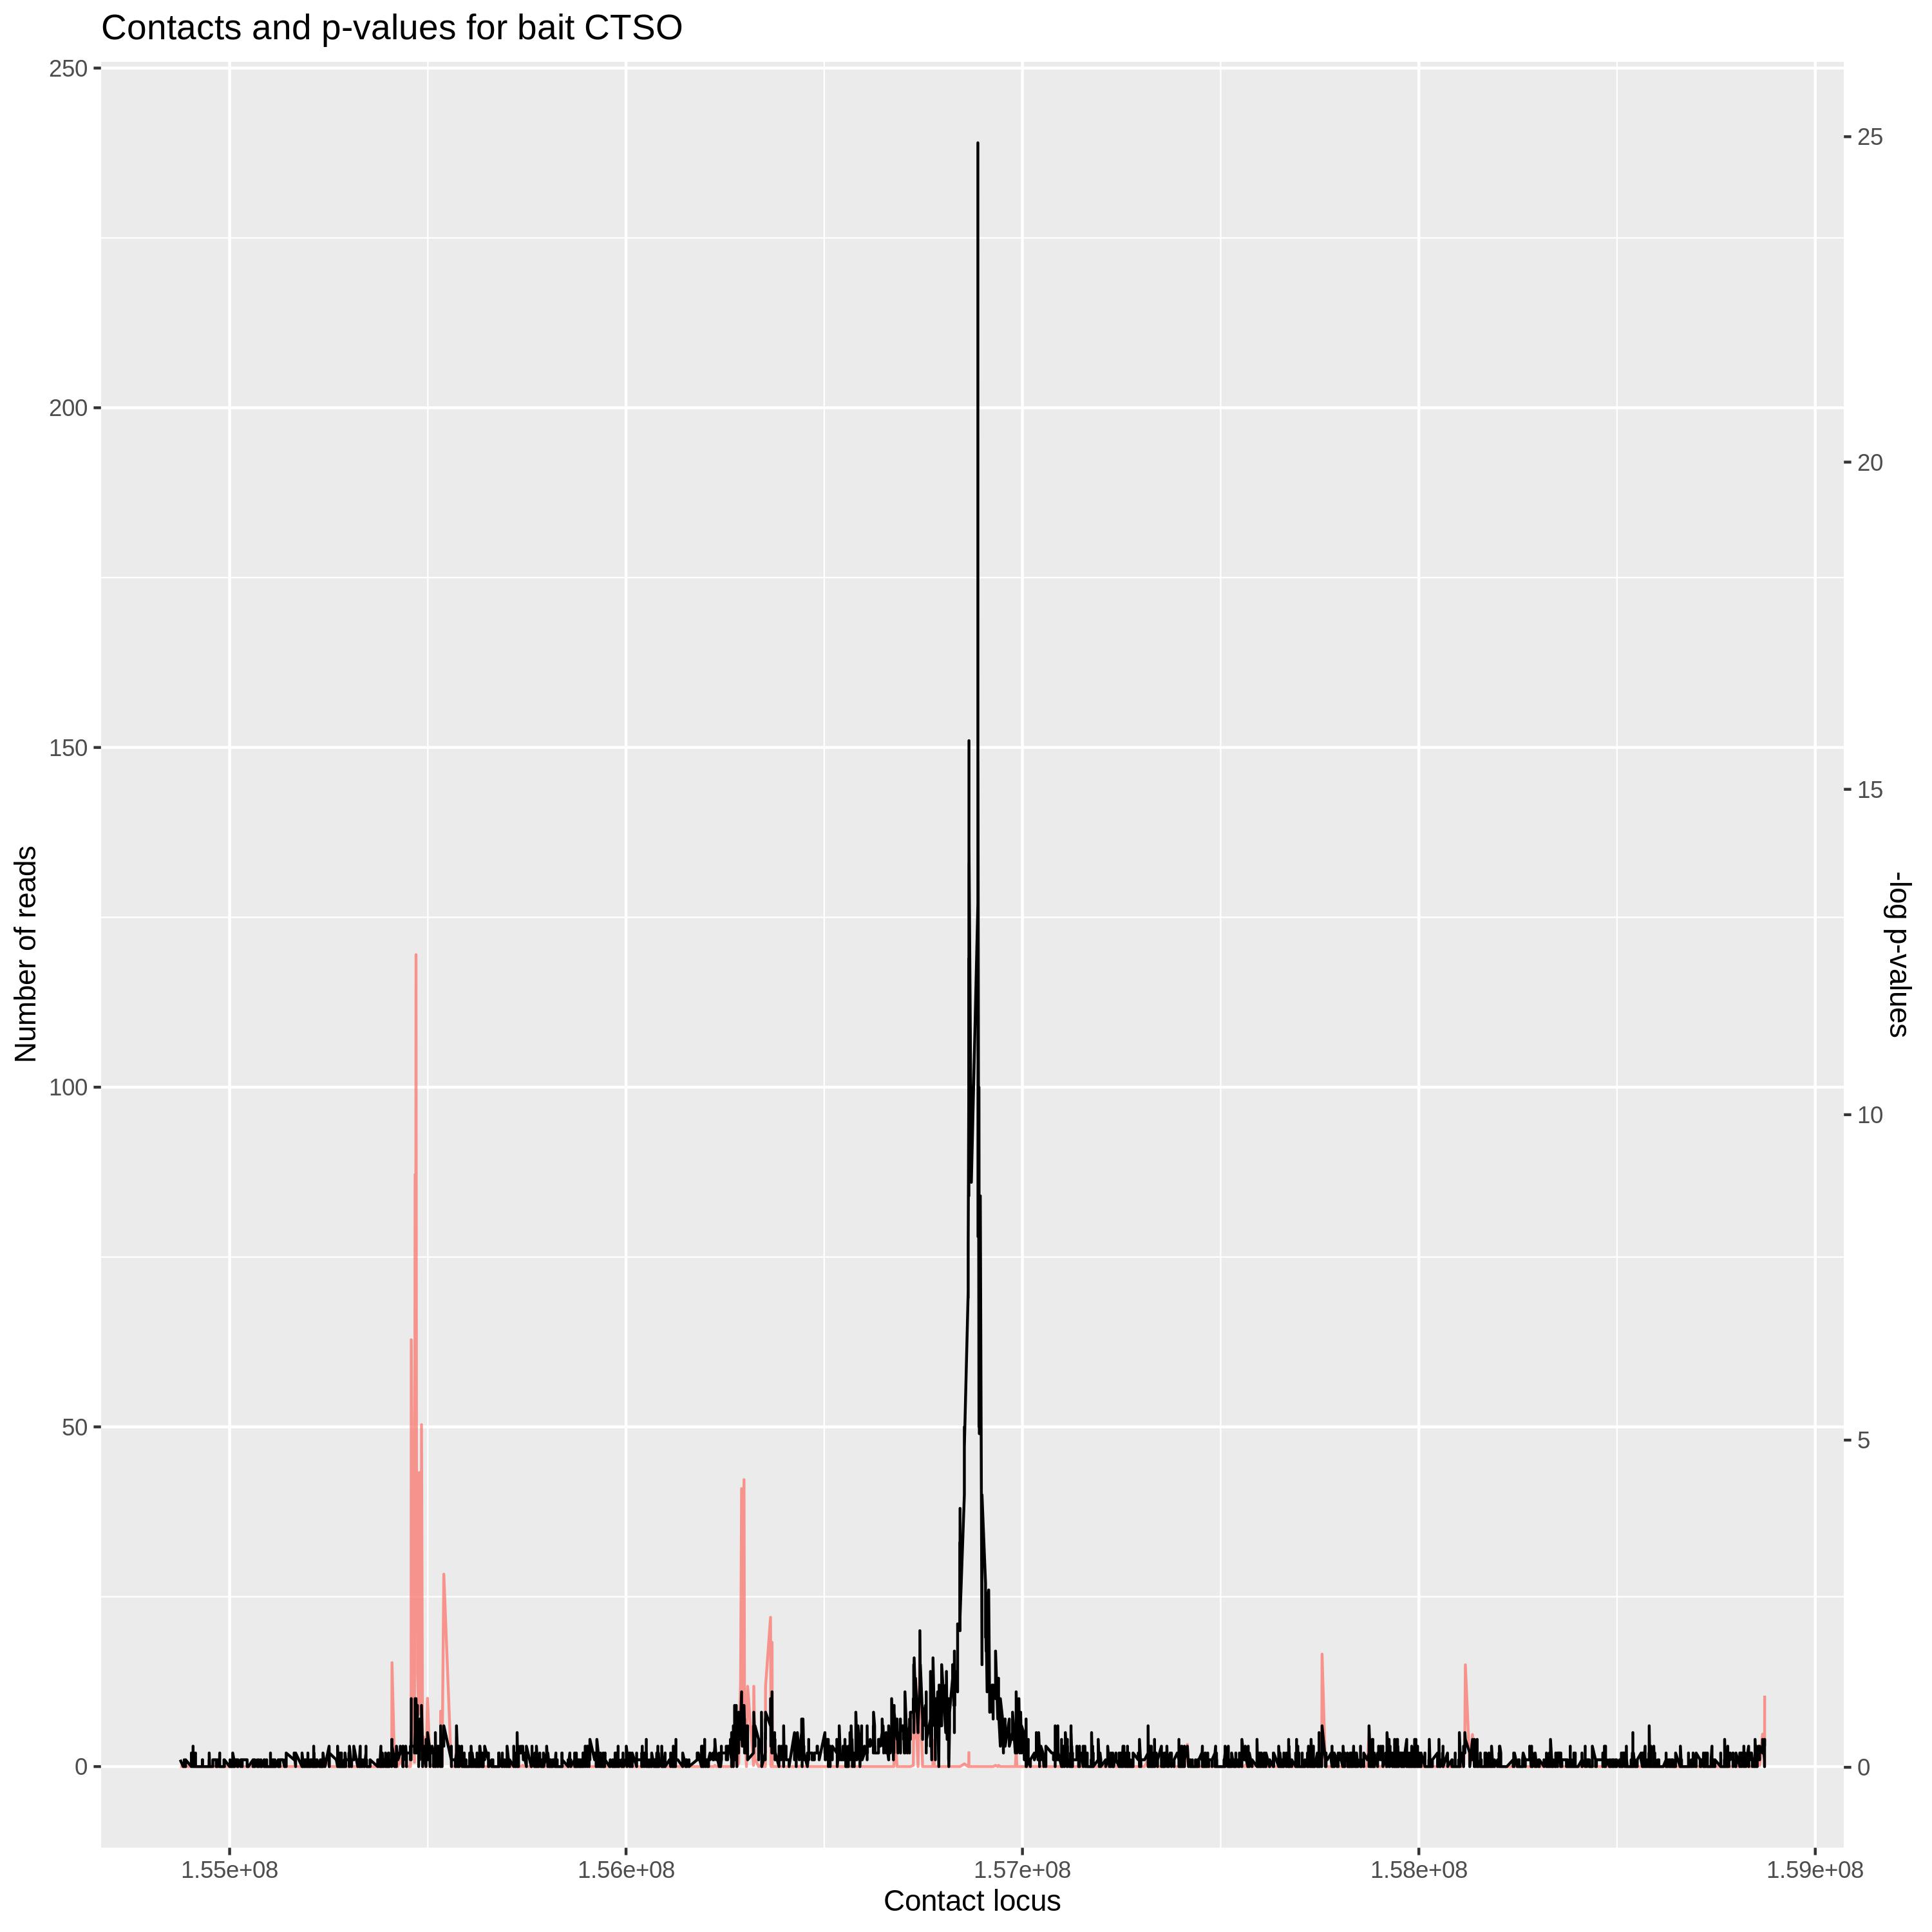 Contacts and p-values for bait CTSO
250
200
150
100
50
0
Number of reads
25
20
15
10
5
0
-log p-values
1.55e+08
1.56e+08
1.57e+08
1.58e+08
1.59e+08
Contact locus